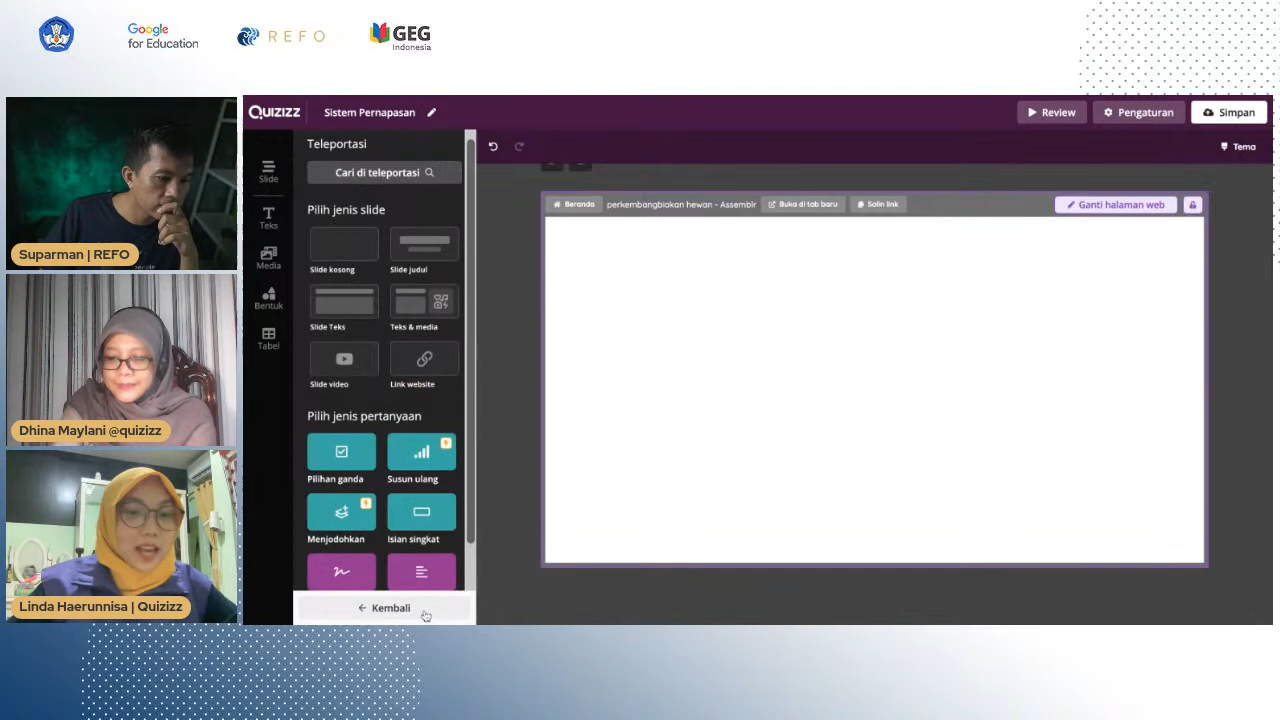 Google
for Education
REFO
GEG
Indonesia
QUIZIZZ
Sistem Pernapasan
Review
Pengaturan
Simpan
Teleportasi
Tema
Cari di teleportasi
Slide
Pilih jenis slide
Beranda
perkembangbiakan hewan - Assemblr
Buka di tab baru
Salin link
Ganti halaman web
Teks
Media
Bentuk
Tabel
Slide kosong
Slide judul
Slide Teks
Teks & media
Slide video
Link website
Pilih jenis pertanyaan
Pilihan ganda
Susun ulang
Menjodohkan
Isian singkat
Kembali
Suparman | REFO
Dhina Maylani @quizizz
Linda Haerunnisa | Quizizz